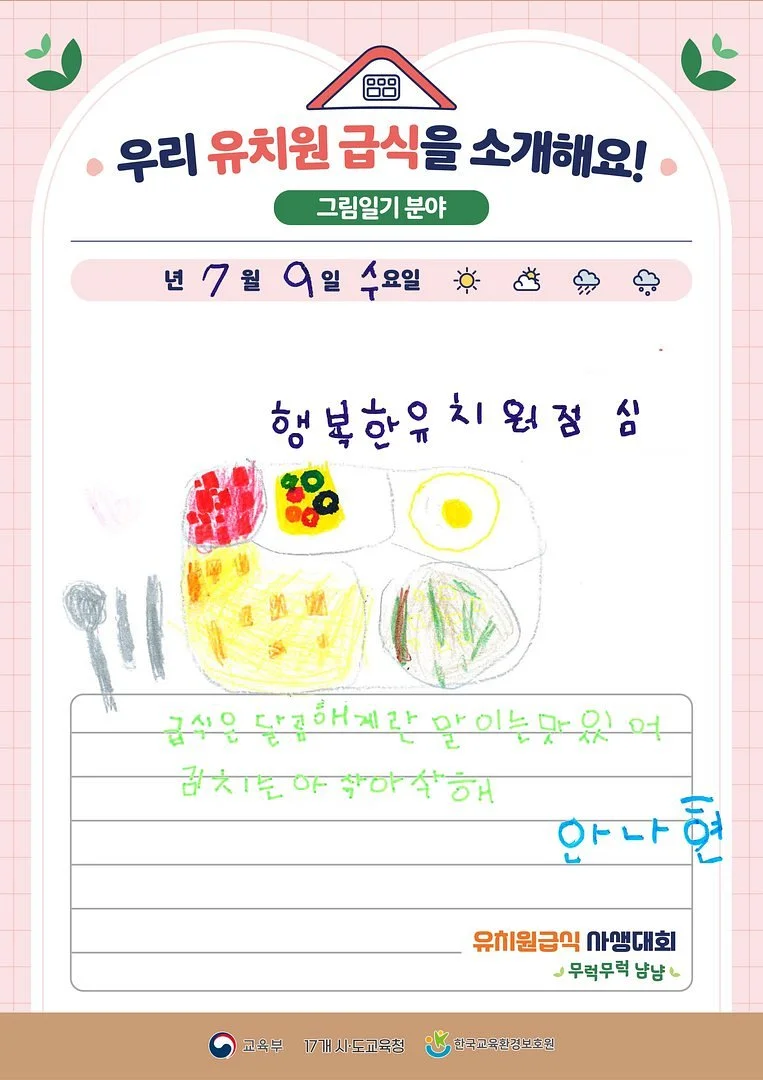 우리 유치원 급식을 소개해요!
그림일기 분야
년 7월 9일 수요일
행복한유치원점심
급식은 달콤해계란말이는맛있어
김치는아삭아삭해
안나현
유치원급식 사생대회
무럭무럭 냠냠
교육부 17개 시·도교육청 한국교육환경보호원